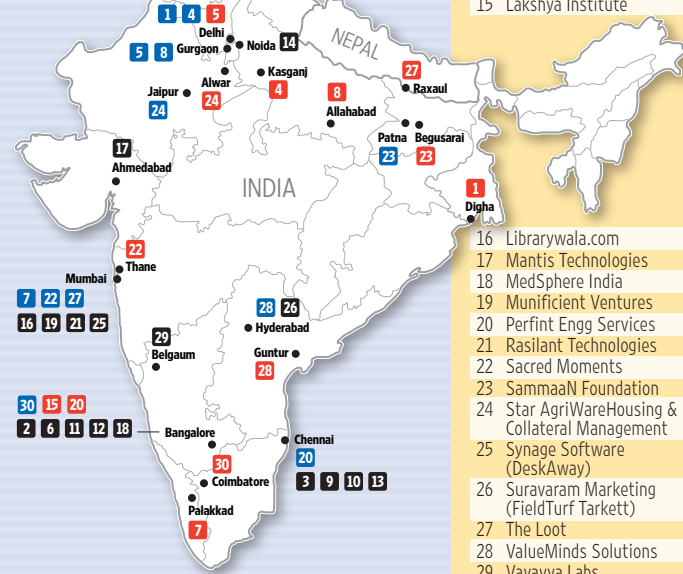 15 Lakshya Institute
1 4 5
Delhi
5 8 Gurgaon
Noida 14
NEPAL
Kasganj
4
Alwar
24
Jaipur
24
27
Raxaul
8
Allahabad
Patna
23
Begusarai
23
17
Ahmedabad
INDIA
1
Digha
22
Thane
Mumbai
7 22 27
16 19 21 25
28 26
Hyderabad
29
Belgaum
Guntur
28
30 15 20
2 6 11 12 18
Bangalore
30
Chennai
20
3 9 10 13
Coimbatore
Palakkad
7
16 Librarywala.com
17 Mantis Technologies
18 MedSphere India
19 Munificient Ventures
20 Perfint Engg Services
21 Rasilant Technologies
22 Sacred Moments
23 SammaaN Foundation
24 Star AgriWareHousing &
Collateral Management
25 Synage Software
(DeskAway)
26 Suravaram Marketing
(FieldTurf Tarkett)
27 The Loot
28 ValueMinds Solutions
29 Vayavya Labs